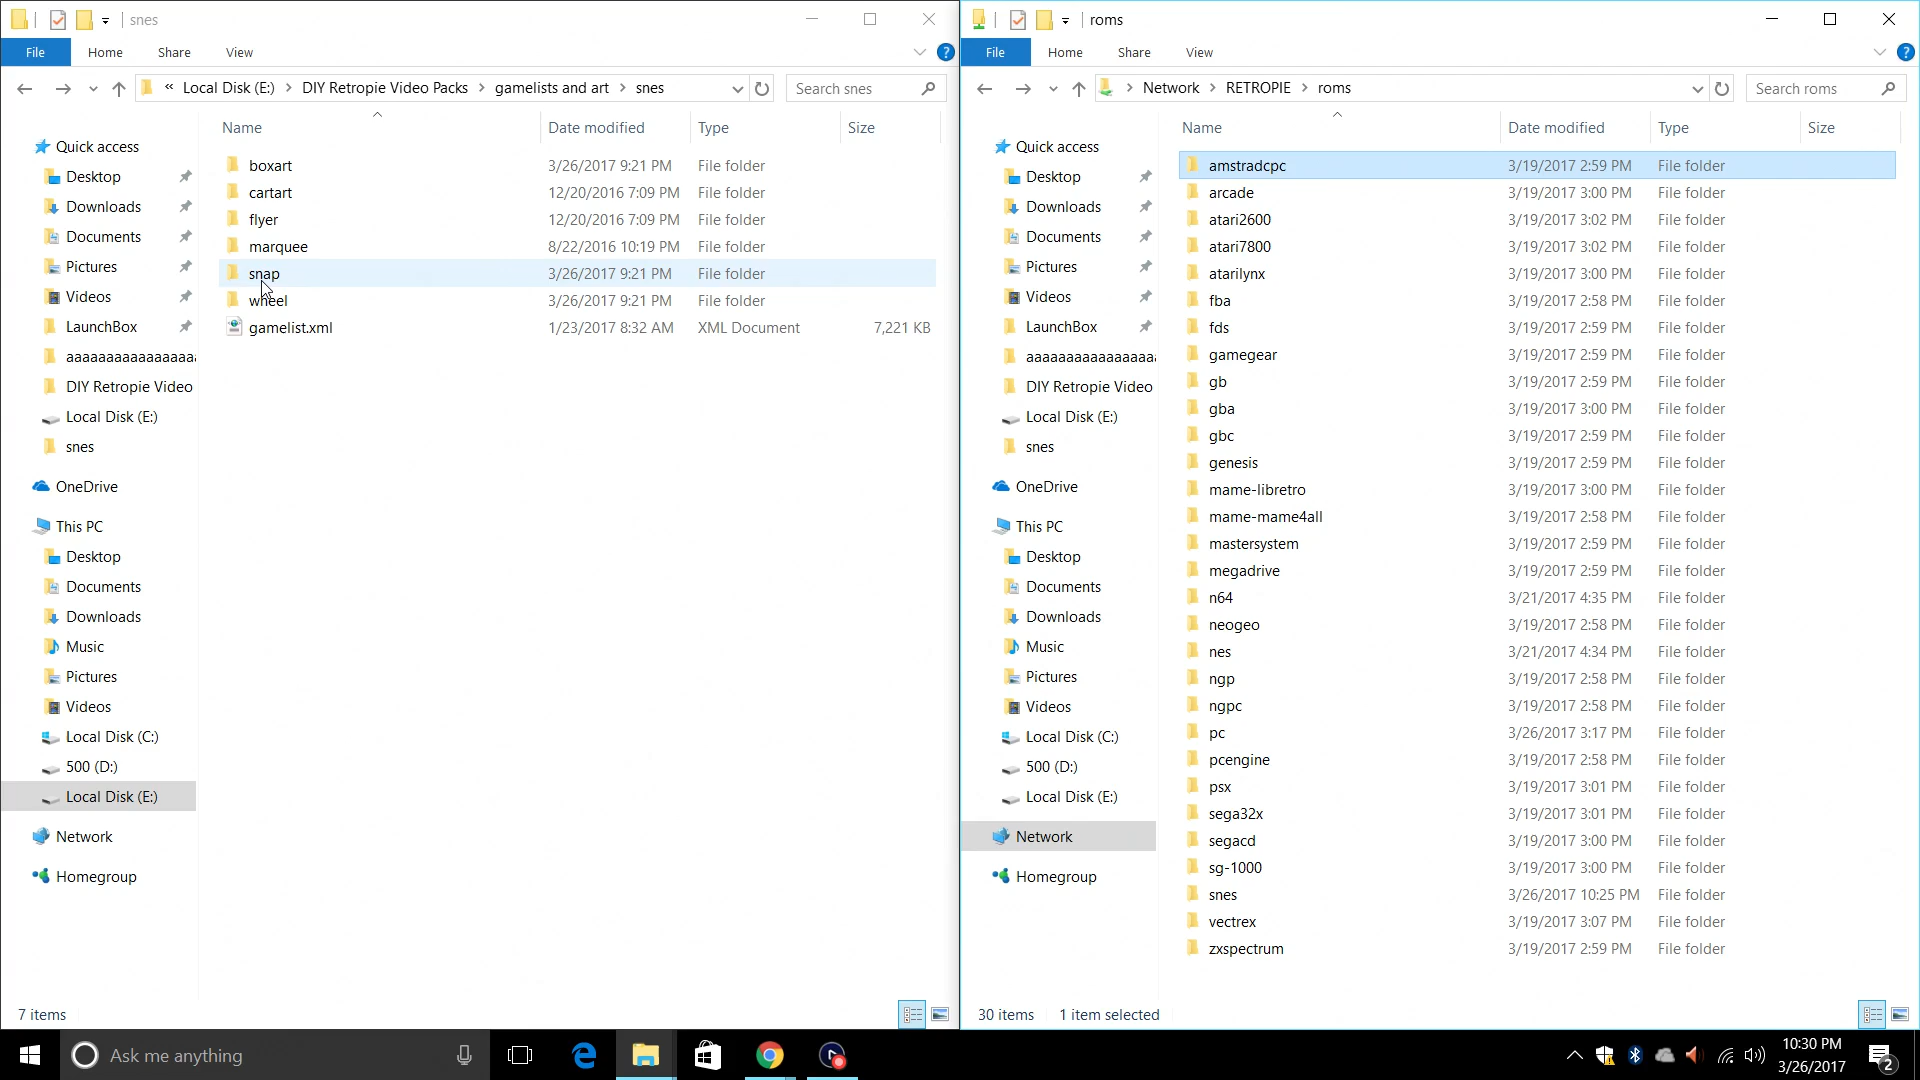 snes
File Home Share View
« Local Disk (E:) > DIY Retropie Video Packs > gamelists and art > snes
Search snes
Name Date modified Type Size
Quick access
Desktop
Downloads
Documents
Pictures
Videos
LaunchBox
aaaaaaaaaaaaaaaa
DIY Retropie Video
Local Disk (E:)
snes
OneDrive
This PC
Desktop
Documents
Downloads
Music
Pictures
Videos
Local Disk (C:)
500 (D:)
Local Disk (E:)
Network
Homegroup
boxart 3/26/2017 9:21 PM File folder
cartart 12/20/2016 7:09 PM File folder
flyer 12/20/2016 7:09 PM File folder
marquee 8/22/2016 10:19 PM File folder
snap 3/26/2017 9:21 PM File folder
wheel 3/26/2017 9:21 PM File folder
gamelist.xml 1/23/2017 8:32 AM XML Document 7,221 KB
7 items
roms
File Home Share View
> Network > RETROPIE > roms
Search roms
Name Date modified Type Size
Quick access
Desktop
Downloads
Documents
Pictures
Videos
LaunchBox
aaaaaaaaaaaaaaaa
DIY Retropie Video
Local Disk (E:)
snes
OneDrive
This PC
Desktop
Documents
Downloads
Music
Pictures
Videos
Local Disk (C:)
500 (D:)
Local Disk (E:)
Network
Homegroup
amstradcpc 3/19/2017 2:59 PM File folder
arcade 3/19/2017 3:00 PM File folder
atari2600 3/19/2017 3:02 PM File folder
atari7800 3/19/2017 3:02 PM File folder
atarilynx 3/19/2017 3:00 PM File folder
fba 3/19/2017 2:58 PM File folder
fds 3/19/2017 2:59 PM File folder
gamegear 3/19/2017 2:59 PM File folder
gb 3/19/2017 2:59 PM File folder
gba 3/19/2017 3:00 PM File folder
gbc 3/19/2017 2:59 PM File folder
genesis 3/19/2017 2:59 PM File folder
mame-libretro 3/19/2017 3:00 PM File folder
mame-mame4all 3/19/2017 2:58 PM File folder
mastersystem 3/19/2017 2:59 PM File folder
megadrive 3/19/2017 2:59 PM File folder
n64 3/21/2017 4:35 PM File folder
neogeo 3/19/2017 2:58 PM File folder
nes 3/21/2017 4:34 PM File folder
ngp 3/19/2017 2:58 PM File folder
ngpc 3/19/2017 2:58 PM File folder
pc 3/26/2017 3:17 PM File folder
pcengine 3/19/2017 2:58 PM File folder
psx 3/19/2017 3:01 PM File folder
sega32x 3/19/2017 3:01 PM File folder
segacd 3/19/2017 3:00 PM File folder
sg-1000 3/19/2017 3:00 PM File folder
snes 3/26/2017 10:25 PM File folder
vectrex 3/19/2017 3:07 PM File folder
zxspectrum 3/19/2017 2:59 PM File folder
30 items 1 item selected
Ask me anything
10:30 PM
3/26/2017
2